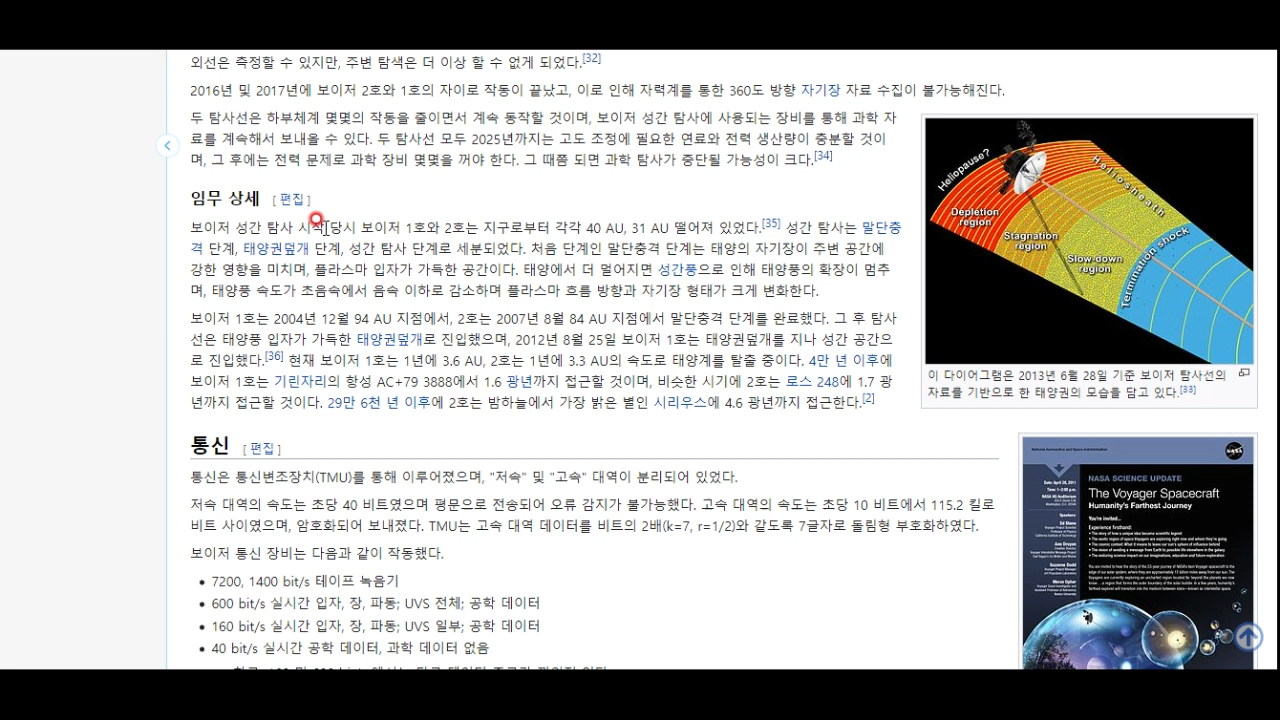 외선은 측정할 수 있지만, 주변 탐색은 더 이상 할 수 없게 되었다.[32]
2016년 및 2017년에 보이저 2호와 1호의 자이로 작동이 끝났고, 이로 인해 자력계를 통한 360도 방향 자기장 자료 수집이 불가능해진다.
두 탐사선은 하부체계 몇몇의 작동을 줄이면서 계속 동작할 것이며, 보이저 성간 탐사에 사용되는 장비를 통해 과학 자
료를 계속해서 보내올 수 있다. 두 탐사선 모두 2025년까지는 고도 조정에 필요한 연료와 전력 생산량이 충분할 것이
며, 그 후에는 전력 문제로 과학 장비 몇몇을 꺼야 한다. 그 때쯤 되면 과학 탐사가 중단될 가능성이 크다.[34]
임무 상세 [편집]
보이저 성간 탐사 시작 당시 보이저 1호와 2호는 지구로부터 각각 40 AU, 31 AU 떨어져 있었다.[35] 성간 탐사는 말단충
격 단계, 태양권덮개 단계, 성간 탐사 단계로 세분되었다. 처음 단계인 말단충격 단계는 태양의 자기장이 주변 공간에
강한 영향을 미치며, 플라스마 입자가 가득한 공간이다. 태양에서 더 멀어지면 성간풍으로 인해 태양풍의 확장이 멈추
며, 태양풍 속도가 초음속에서 음속 이하로 감소하며 플라스마 흐름 방향과 자기장 형태가 크게 변화한다.
보이저 1호는 2004년 12월 94 AU 지점에서, 2호는 2007년 8월 84 AU 지점에서 말단충격 단계를 완료했다. 그 후 탐사
선은 태양풍 입자가 가득한 태양권덮개로 진입했으며, 2012년 8월 25일 보이저 1호는 태양권덮개를 지나 성간 공간으
로 진입했다.[36] 현재 보이저 1호는 1년에 3.6 AU, 2호는 1년에 3.3 AU의 속도로 태양계를 탈출 중이다. 4만 년 이후에
보이저 1호는 기린자리의 항성 AC+79 3888에서 1.6 광년까지 접근할 것이며, 비슷한 시기에 2호는 로스 248에 1.7 광
년까지 접근할 것이다. 29만 6천 년 이후에 2호는 밤하늘에서 가장 밝은 별인 시리우스에 4.6 광년까지 접근한다.[2]
Heliopause?
Heliosheath
Depletion
region
Stagnation
region
Slow-down
region
Termination shock
이 다이어그램은 2013년 6월 28일 기준 보이저 탐사선의
자료를 기반으로 한 태양권의 모습을 담고 있다.[33]
통신 [편집]
통신은 통신변조장치(TMU)를 통해 이루어졌으며, "저속" 및 "고속" 대역이 분리되어 있었다.
저속 대역의 속도는 초당 40 비트였으며 평문으로 전송되어 오류 감지가 불가능했다. 고속 대역의 속도는 초당 10 비트에서 115.2 킬로
비트 사이였으며, 암호화되어 보내졌다. TMU는 고속 대역 데이터를 비트의 2배(k=7, r=1/2)와 같도록 7글자로 돌림형 부호화하였다.
보이저 통신 장비는 다음과 같이 작동했다.
• 7200, 1400 bit/s 테이프 녹음기
• 600 bit/s 실시간 입자, 장, 파동; UVS 전체; 공학 데이터
• 160 bit/s 실시간 입자, 장, 파동; UVS 일부; 공학 데이터
• 40 bit/s 실시간 공학 데이터, 과학 데이터 없음
National Aeronautics and Space Administration
NASA
NASA SCIENCE UPDATE
The Voyager Spacecraft
Humanity's Farthest Journey
You're invited...
Experience firsthand:
Speakers:
Ed Stone
Ann Druyan
Suzanne Dodd
Merav Opher